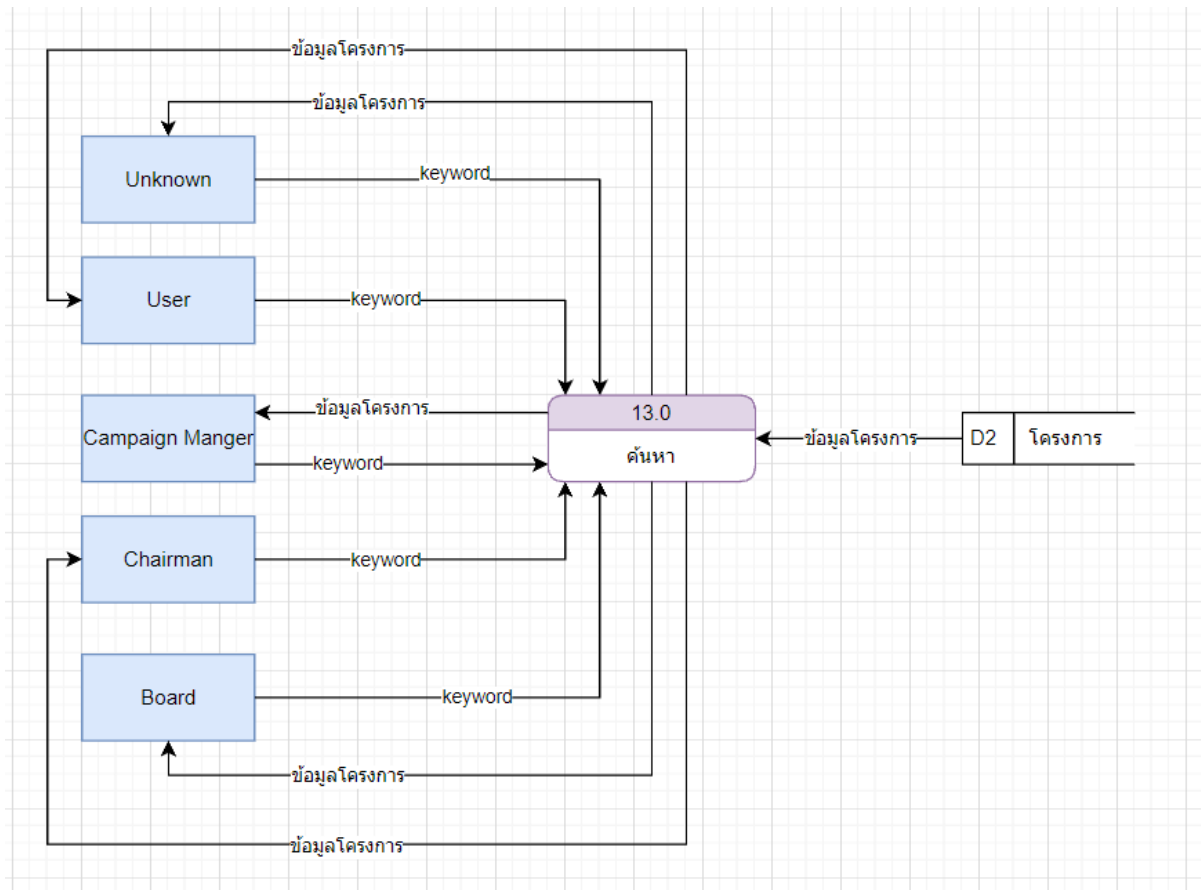 ข้อมูลโครงการ
ข้อมูลโครงการ
Unknown
keyword
User
keyword
Campaign Manger
ข้อมูลโครงการ
keyword
13.0
ค้นหา
ข้อมูลโครงการ
D2
โครงการ
Chairman
keyword
Board
keyword
ข้อมูลโครงการ
ข้อมูลโครงการ